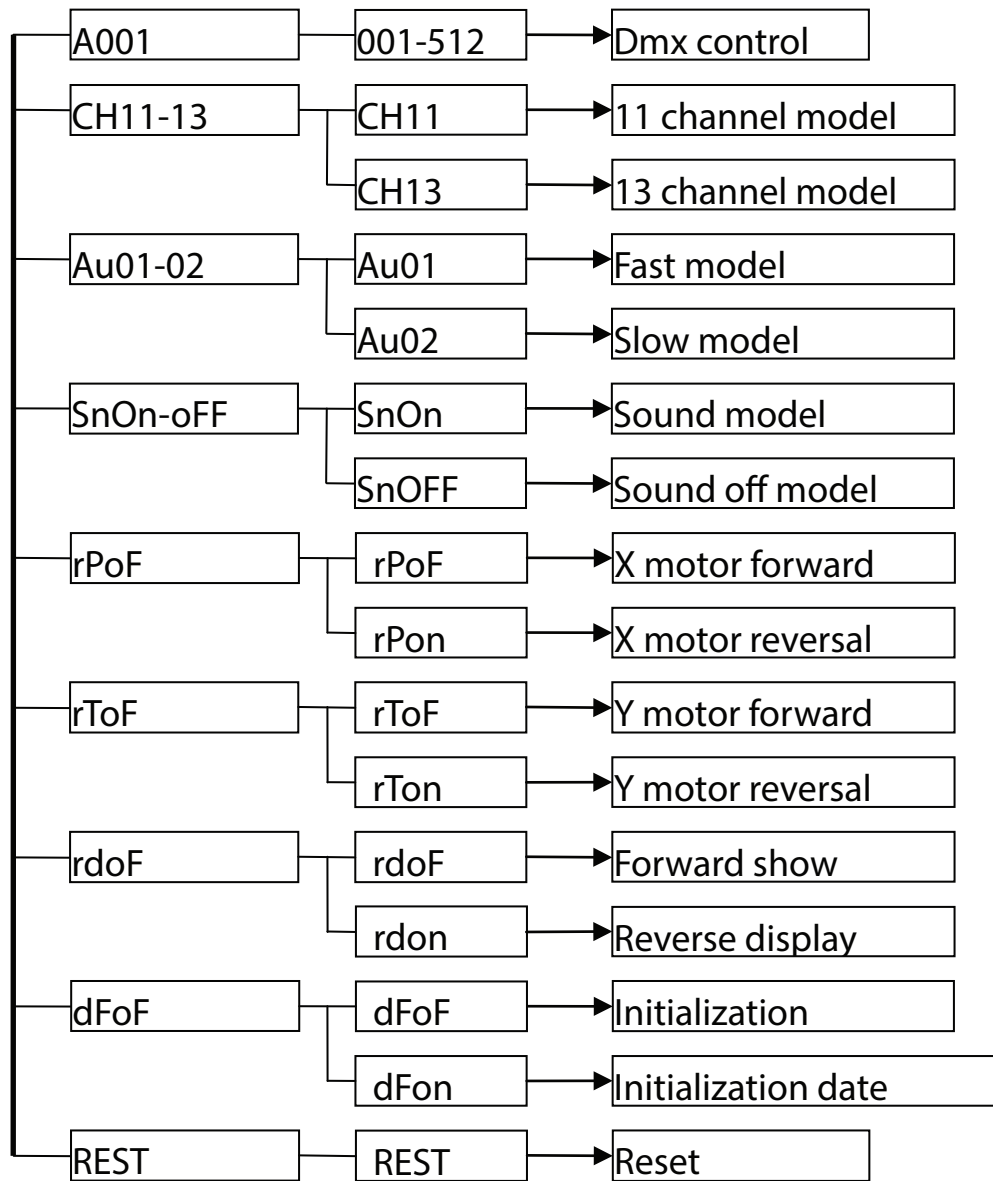 A001 001-512 Dmx control
CH11-13 CH11 11 channel model
CH13 13 channel model
Au01-02 Au01 Fast model
Au02 Slow model
SnOn-oFF SnOn Sound model
SnOFF Sound off model
rPoF rPoF X motor forward
rPon X motor reversal
rToF rToF Y motor forward
rTon Y motor reversal
rdoF rdoF Forward show
rdon Reverse display
dFoF dFoF Initialization
dFon Initialization date
REST REST Reset